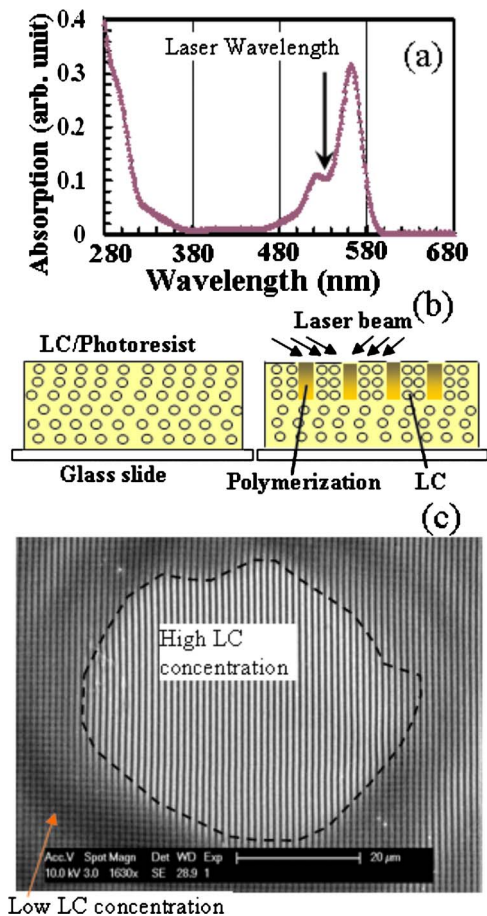 (a)
Laser Wavelength
Absorption (arb. unit)
0.4
0.3
0.2
0.1
0
280 380 480 580 680
Wavelength (nm)
(b)
Laser beam
LC/Photoresist
Glass slide
Polymerization
LC
(c)
High LC
concentration
Acc.V Spot Magn Det WD Exp
10.0 kV 3.0 1630x SE 28.9 1
20 µm
Low LC concentration